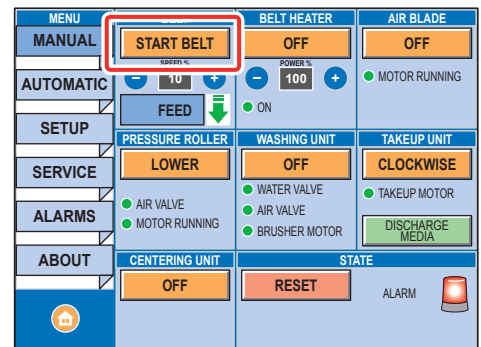 MENU
MANUAL
AUTOMATIC
SETUP
SERVICE
ALARMS
ABOUT
BELT
START BELT
SPEED %
10
FEED
BELT HEATER
OFF
POWER %
100
ON
AIR BLADE
OFF
MOTOR RUNNING
PRESSURE ROLLER
LOWER
AIR VALVE
MOTOR RUNNING
WASHING UNIT
OFF
WATER VALVE
AIR VALVE
BRUSHER MOTOR
TAKEUP UNIT
CLOCKWISE
TAKEUP MOTOR
DISCHARGE
MEDIA
CENTERING UNIT
OFF
STATE
RESET
ALARM